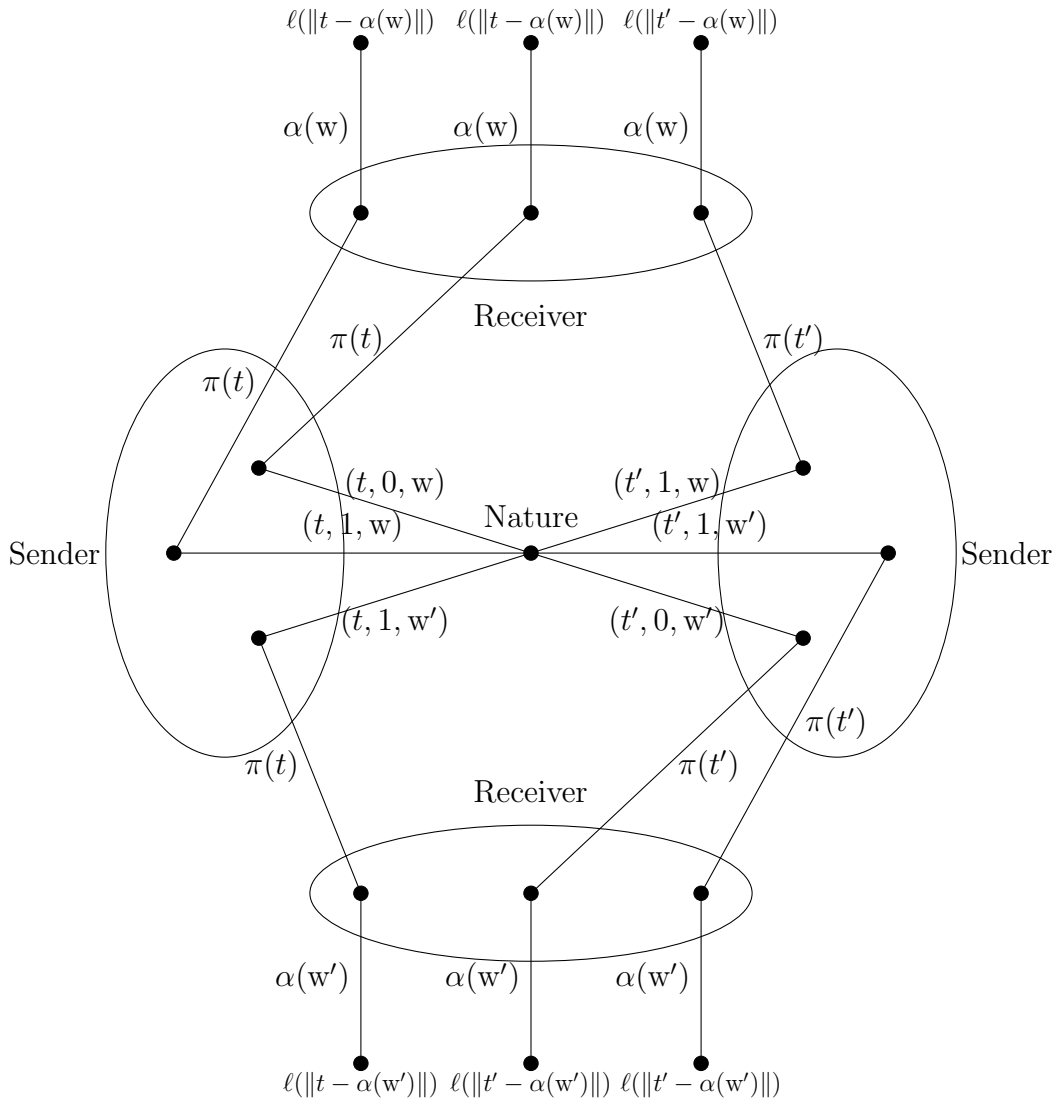 ℓ(‖t − α(w)‖) ℓ(‖t − α(w)‖) ℓ(‖t′ − α(w)‖)
α(w) α(w) α(w)
Receiver
π(t) π(t′)
π(t)
(t, 0, w) (t′, 1, w)
Nature
(t, 1, w) (t′, 1, w′)
Sender Sender
(t, 1, w′) (t′, 0, w′)
π(t′)
π(t) π(t′)
Receiver
α(w′) α(w′) α(w′)
ℓ(‖t − α(w′)‖) ℓ(‖t′ − α(w′)‖) ℓ(‖t′ − α(w′)‖)